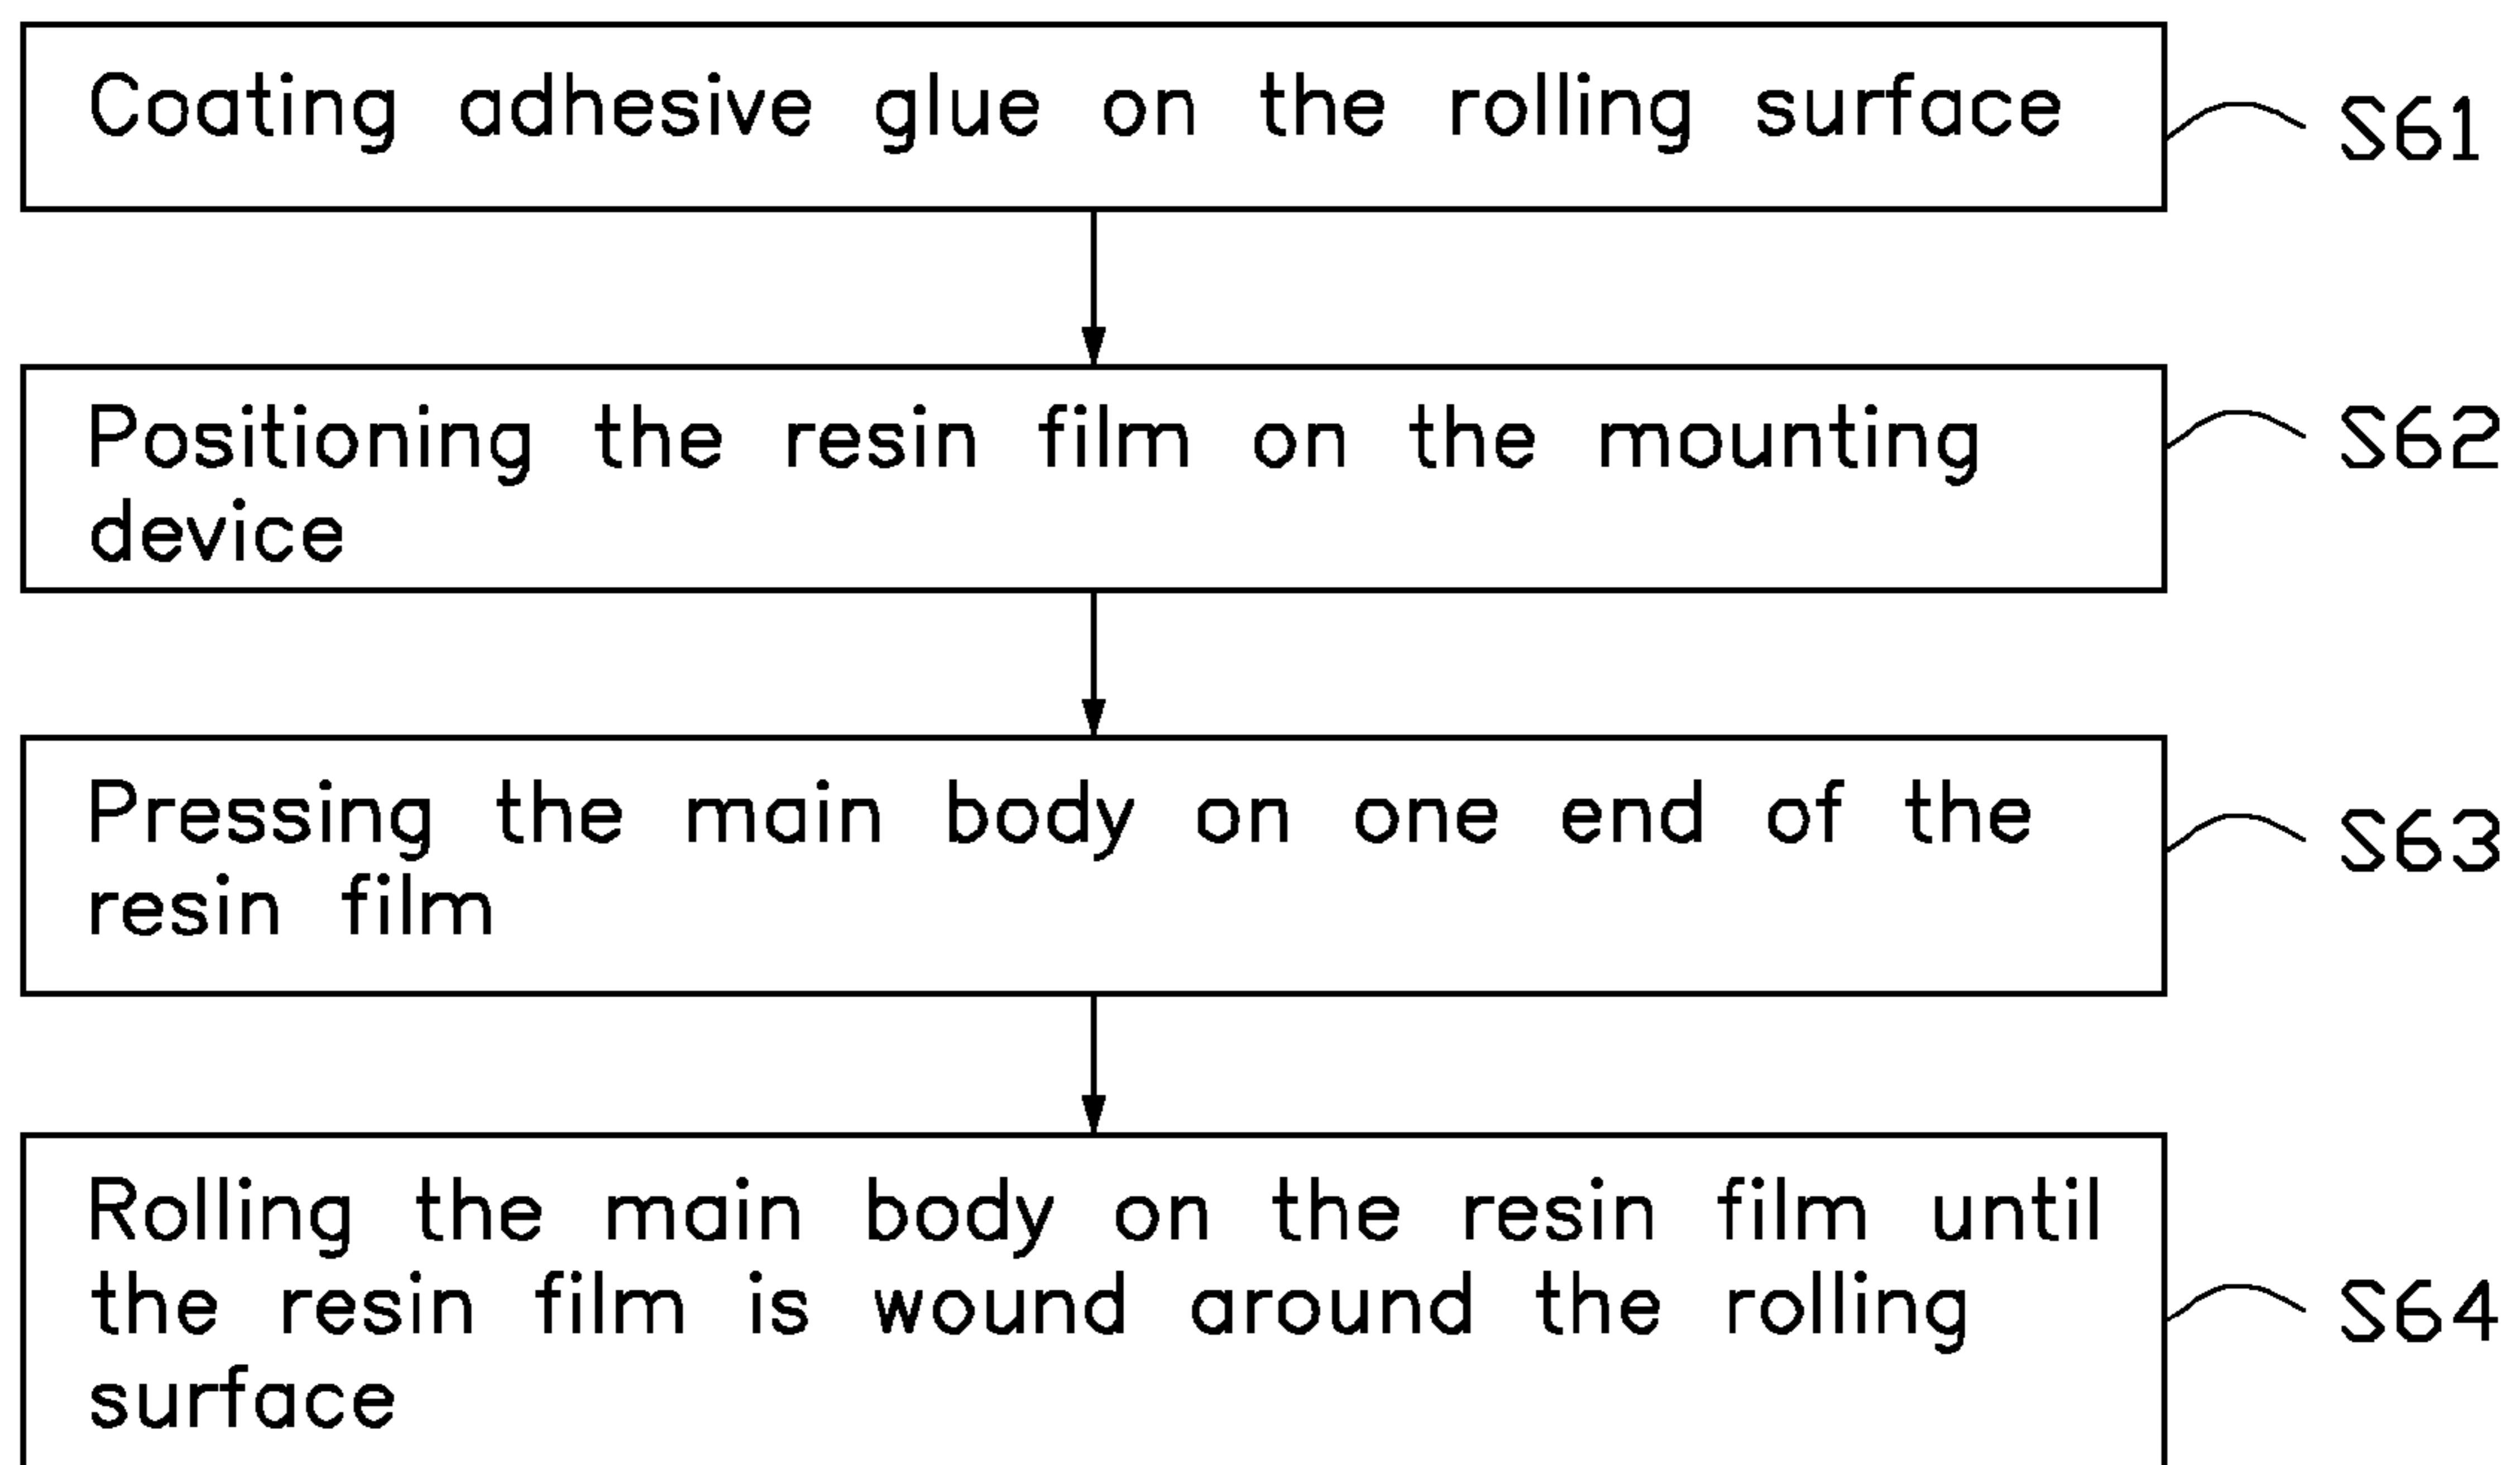 Coating adhesive glue on the rolling surface
S61
Positioning the resin film on the mounting
device
S62
Pressing the main body on one end of the
resin film
S63
Rolling the main body on the resin film until
the resin film is wound around the rolling
surface
S64